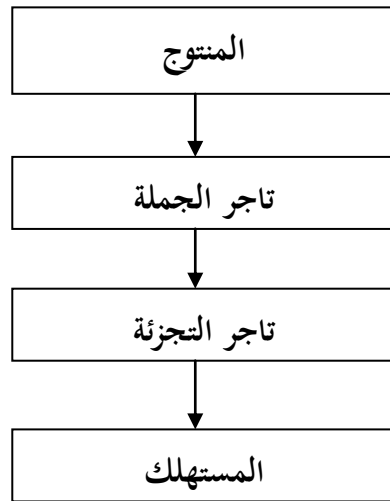 المنتوج
تاجر الجملة
تاجر التجزئة
المستهلك